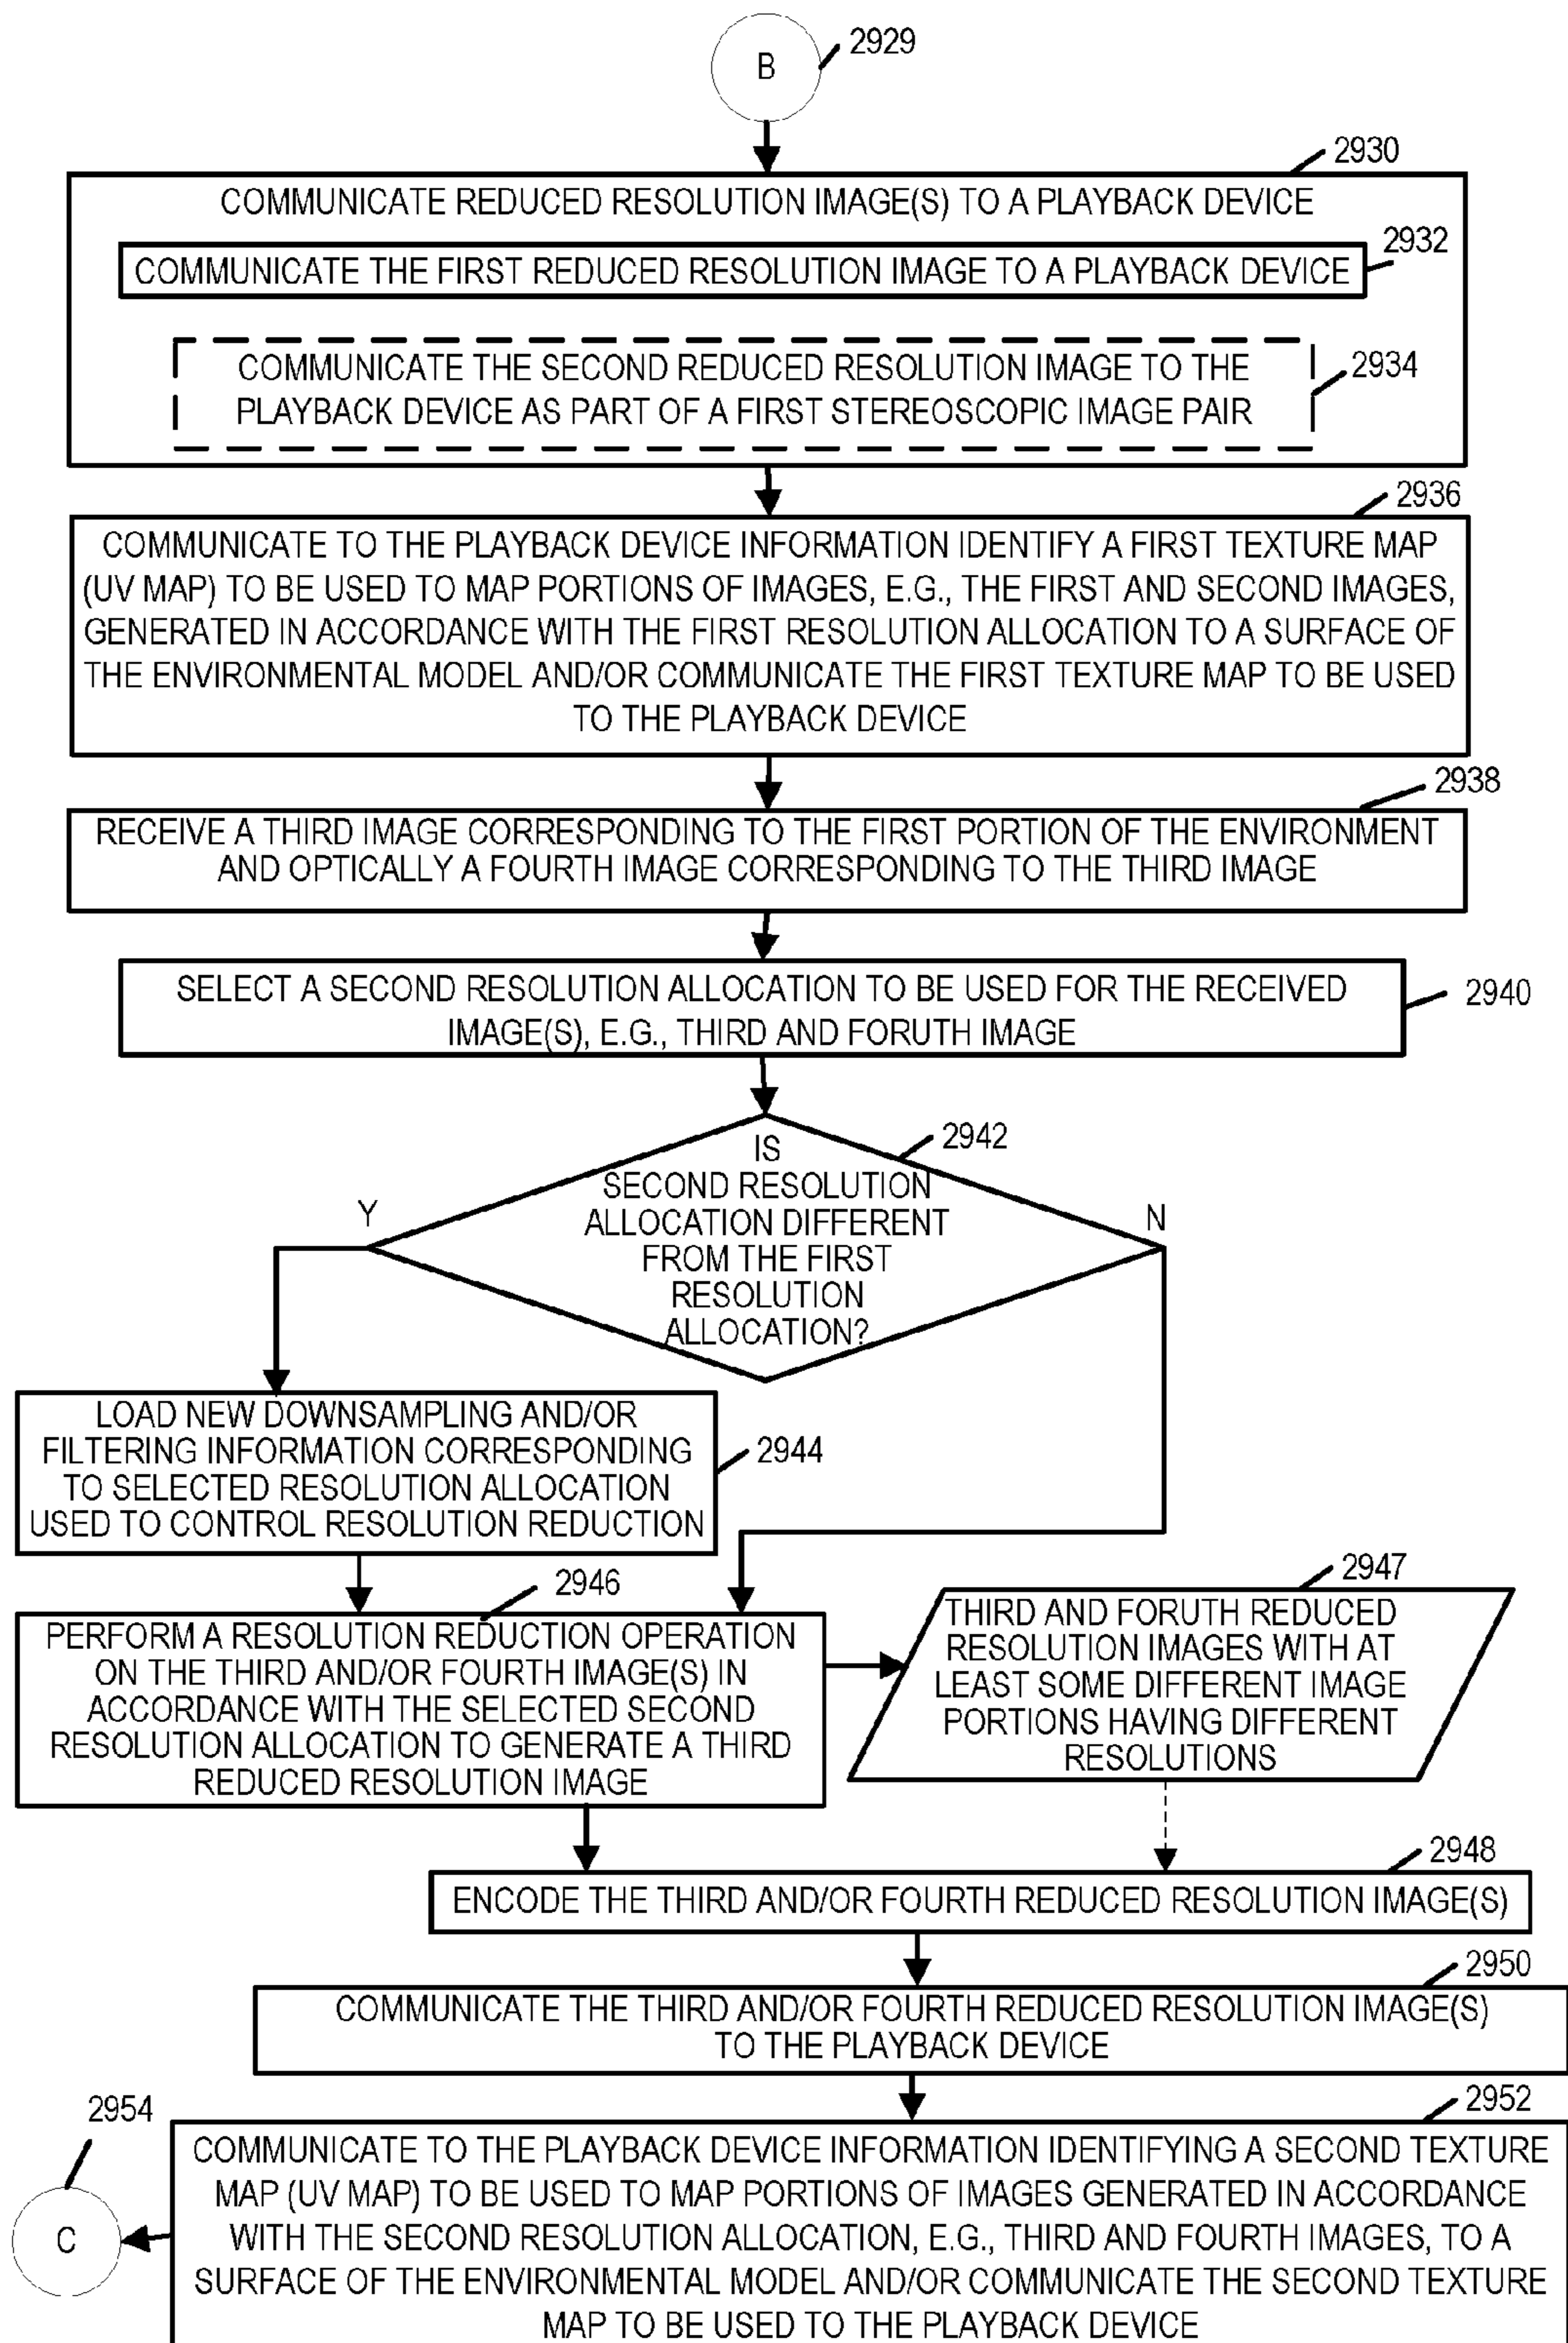 B
2929
2930
COMMUNICATE REDUCED RESOLUTION IMAGE(S) TO A PLAYBACK DEVICE
2932
COMMUNICATE THE FIRST REDUCED RESOLUTION IMAGE TO A PLAYBACK DEVICE
COMMUNICATE THE SECOND REDUCED RESOLUTION IMAGE TO THE
PLAYBACK DEVICE AS PART OF A FIRST STEREOSCOPIC IMAGE PAIR
2934
2936
COMMUNICATE TO THE PLAYBACK DEVICE INFORMATION IDENTIFY A FIRST TEXTURE MAP
(UV MAP) TO BE USED TO MAP PORTIONS OF IMAGES, E.G., THE FIRST AND SECOND IMAGES,
GENERATED IN ACCORDANCE WITH THE FIRST RESOLUTION ALLOCATION TO A SURFACE OF
THE ENVIRONMENTAL MODEL AND/OR COMMUNICATE THE FIRST TEXTURE MAP TO BE USED
TO THE PLAYBACK DEVICE
2938
RECEIVE A THIRD IMAGE CORRESPONDING TO THE FIRST PORTION OF THE ENVIRONMENT
AND OPTICALLY A FOURTH IMAGE CORRESPONDING TO THE THIRD IMAGE
SELECT A SECOND RESOLUTION ALLOCATION TO BE USED FOR THE RECEIVED
IMAGE(S), E.G., THIRD AND FORUTH IMAGE
2940
2942
IS
SECOND RESOLUTION
ALLOCATION DIFFERENT
FROM THE FIRST
RESOLUTION
ALLOCATION?
Y
N
LOAD NEW DOWNSAMPLING AND/OR
FILTERING INFORMATION CORRESPONDING
TO SELECTED RESOLUTION ALLOCATION
USED TO CONTROL RESOLUTION REDUCTION
2944
2946
PERFORM A RESOLUTION REDUCTION OPERATION
ON THE THIRD AND/OR FOURTH IMAGE(S) IN
ACCORDANCE WITH THE SELECTED SECOND
RESOLUTION ALLOCATION TO GENERATE A THIRD
REDUCED RESOLUTION IMAGE
2947
THIRD AND FORUTH REDUCED
RESOLUTION IMAGES WITH AT
LEAST SOME DIFFERENT IMAGE
PORTIONS HAVING DIFFERENT
RESOLUTIONS
2948
ENCODE THE THIRD AND/OR FOURTH REDUCED RESOLUTION IMAGE(S)
2950
COMMUNICATE THE THIRD AND/OR FOURTH REDUCED RESOLUTION IMAGE(S)
TO THE PLAYBACK DEVICE
2952
COMMUNICATE TO THE PLAYBACK DEVICE INFORMATION IDENTIFYING A SECOND TEXTURE
MAP (UV MAP) TO BE USED TO MAP PORTIONS OF IMAGES GENERATED IN ACCORDANCE
WITH THE SECOND RESOLUTION ALLOCATION, E.G., THIRD AND FOURTH IMAGES, TO A
SURFACE OF THE ENVIRONMENTAL MODEL AND/OR COMMUNICATE THE SECOND TEXTURE
MAP TO BE USED TO THE PLAYBACK DEVICE
2954
C